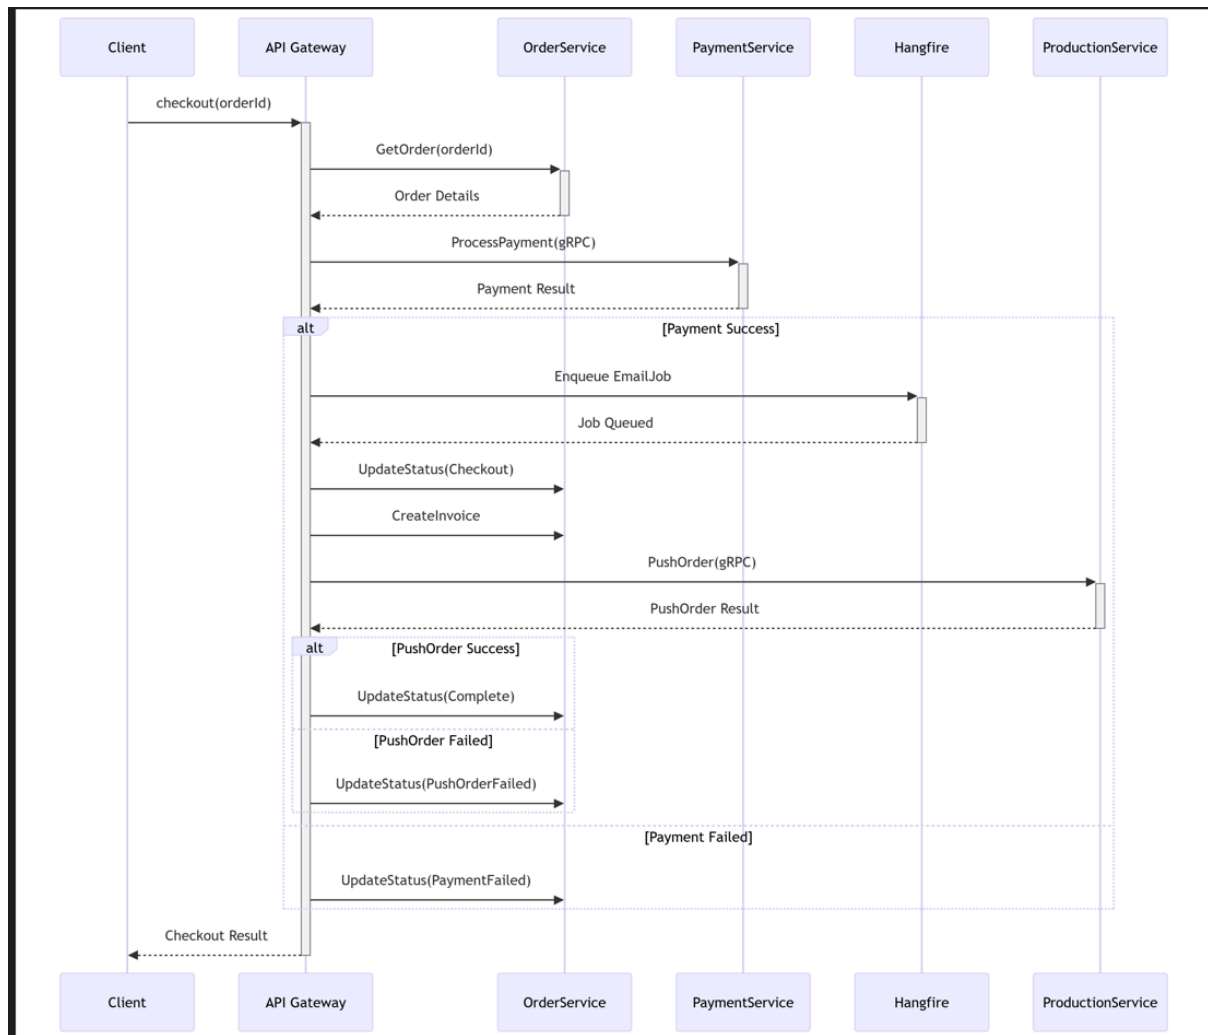 Client
API Gateway
OrderService
PaymentService
Hangfire
ProductionService
checkout(orderId)
GetOrder(orderId)
Order Details
ProcessPayment(gRPC)
Payment Result
alt
[Payment Success]
Enqueue EmailJob
Job Queued
UpdateStatus(Checkout)
CreateInvoice
PushOrder(gRPC)
PushOrder Result
alt
[PushOrder Success]
UpdateStatus(Complete)
[PushOrder Failed]
UpdateStatus(PushOrderFailed)
[Payment Failed]
UpdateStatus(PaymentFailed)
Checkout Result
Client
API Gateway
OrderService
PaymentService
Hangfire
ProductionService